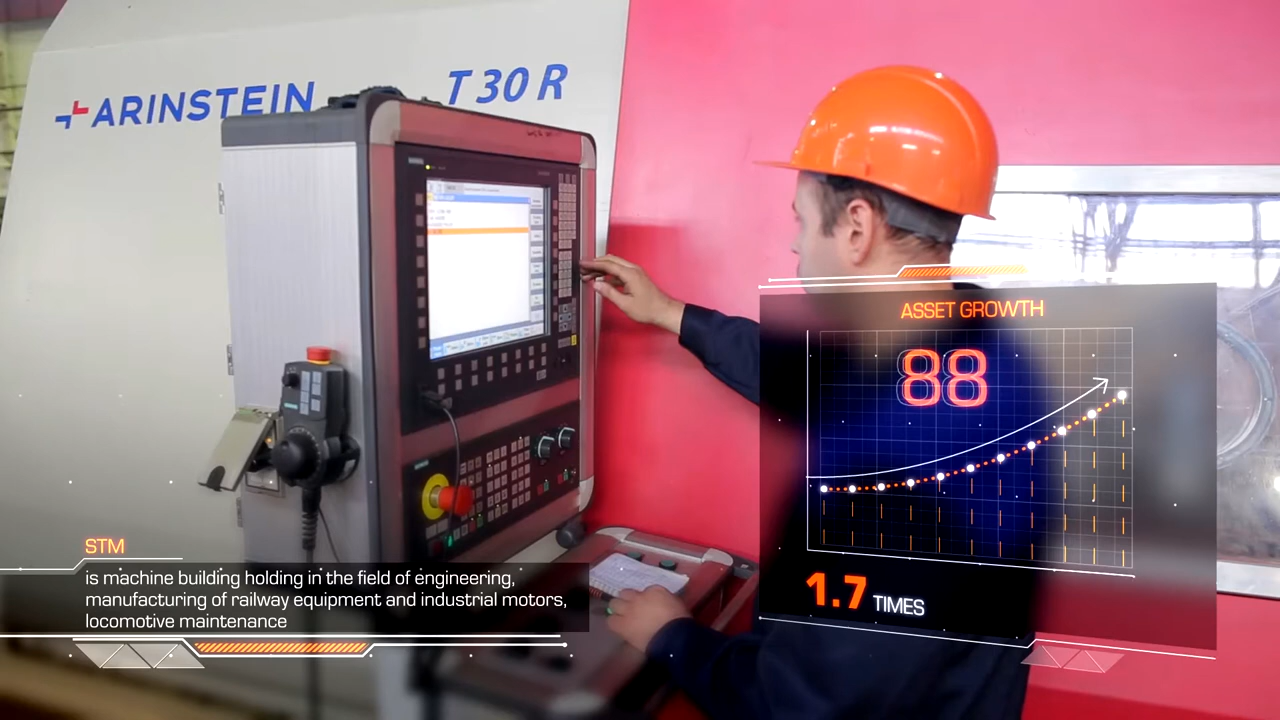 ARINSTEIN
T 30 R
ASSET GROWTH
88
1.7 TIMES
STM
is machine building holding in the field of engineering,
manufacturing of railway equipment and industrial motors,
locomotive maintenance